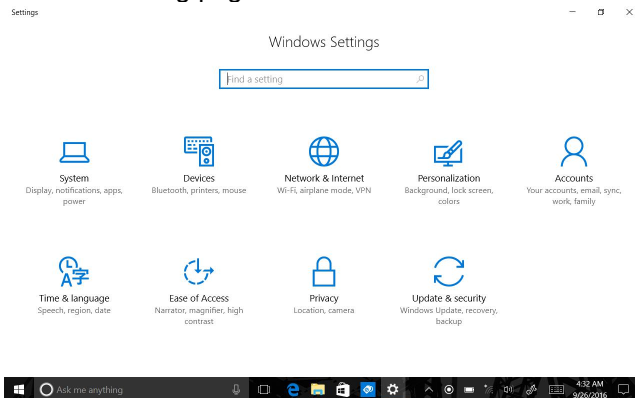 Settings
Windows Settings
Find a setting
System
Display, notifications, apps,
power
Devices
Bluetooth, printers, mouse
Network & Internet
Wi-Fi, airplane mode, VPN
Personalization
Background, lock screen,
colors
Accounts
Your accounts, email, sync,
work, family
Time & language
Speech, region, date
Ease of Access
Narrator, magnifier, high
contrast
Privacy
Location, camera
Update & security
Windows Update, recovery,
backup
Ask me anything
4:32 AM
9/26/2016